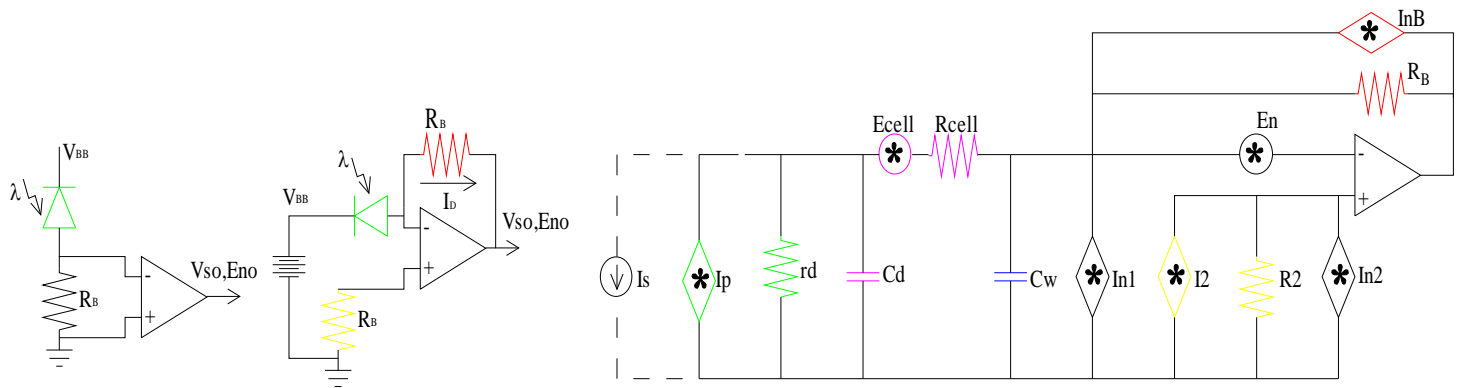 VBB
λ
RB
-
+
Vso,Eno
VBB
λ
RB
ID
-
+
RB
Vso,Eno
Is
Ip
rd
Cd
Ecell
Rcell
Cw
In1
I2
R2
In2
En
InB
RB
-
+